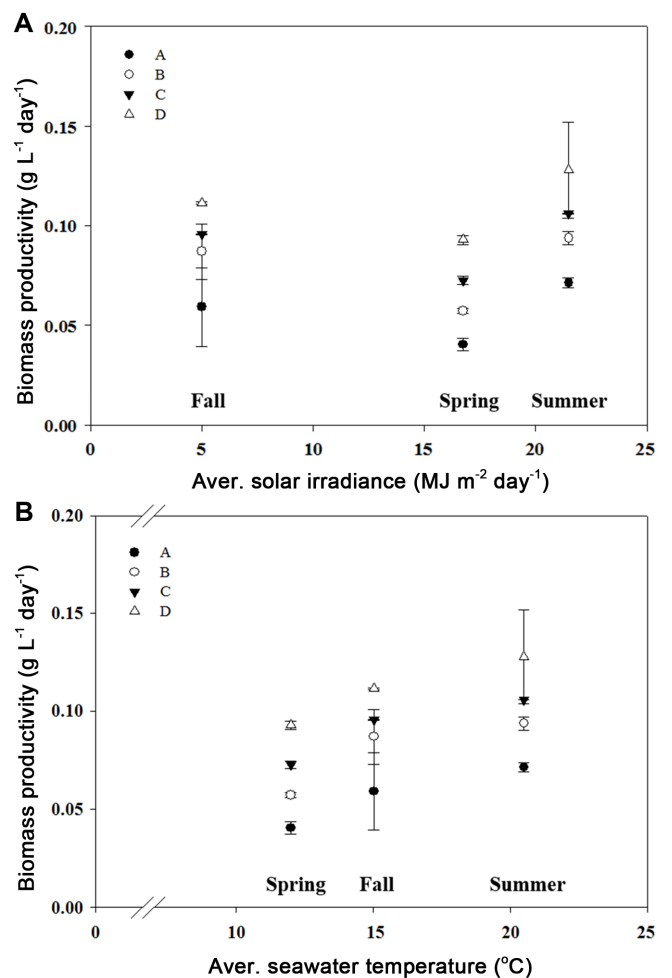 A
Biomass productivity (g L-1 day-1)
0.20
0.15
0.10
0.05
0.00
A
B
C
D
Fall
Spring
Summer
0
5
10
15
20
25
Aver. solar irradiance (MJ m-2 day-1)
B
Biomass productivity (g L-1 day-1)
0.20
0.15
0.10
0.05
0.00
A
B
C
D
Spring
Fall
Summer
0
10
15
20
25
Aver. seawater temperature (oC)